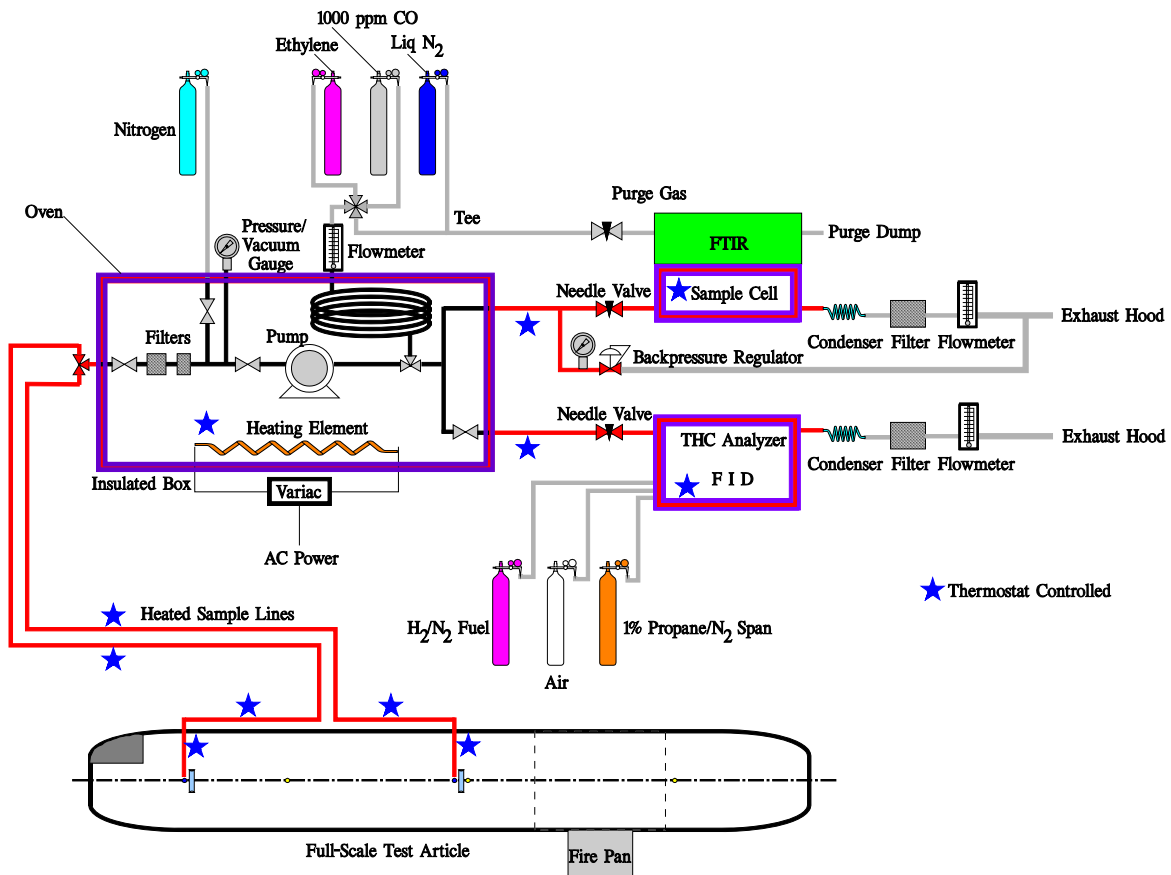 1000 ppm CO
Ethylene
Liq N2
Nitrogen
Purge Gas
Oven
Tee
Pressure/
Vacuum
Gauge
Flowmeter
FTIR
Purge Dump
Needle Valve
Sample Cell
Exhaust Hood
Filters
Pump
Condenser
Filter
Flowmeter
Backpressure Regulator
Needle Valve
Heating Element
THC Analyzer
Exhaust Hood
Condenser
Filter
Flowmeter
F I D
Insulated Box
Variac
AC Power
Thermostat Controlled
Heated Sample Lines
H2/N2 Fuel
1% Propane/N2 Span
Air
Full-Scale Test Article
Fire Pan